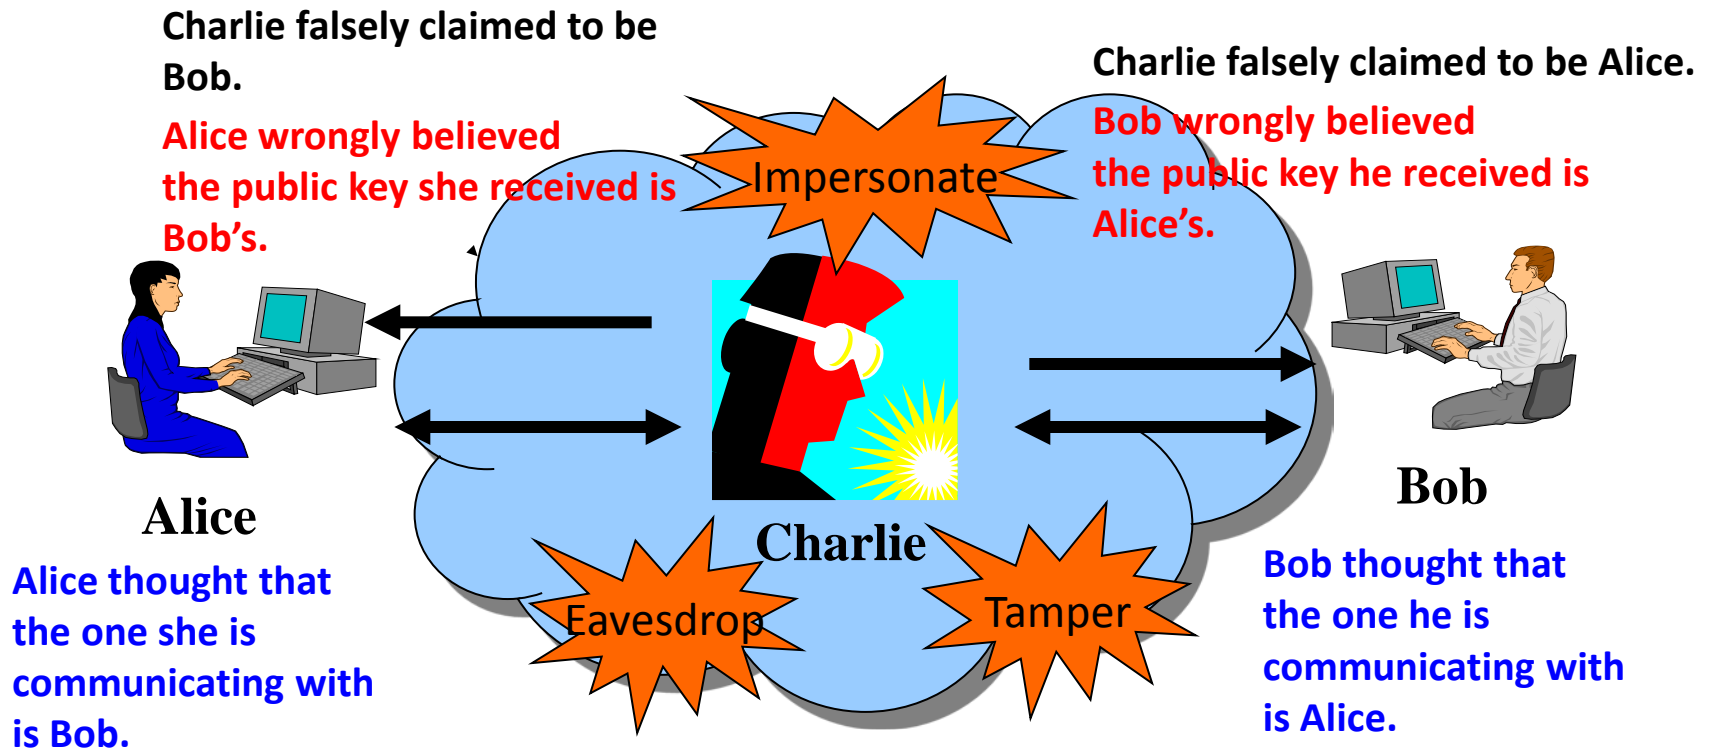 Charlie falsely claimed to be
Bob.
Alice wrongly believed
the public key she received is
Bob’s.
Charlie falsely claimed to be Alice.
Bob wrongly believed
the public key he received is
Alice’s.
Impersonate
Alice
Charlie
Bob
Eavesdrop
Tamper
Alice thought that
the one she is
communicating with
is Bob.
Bob thought that
the one he is
communicating with
is Alice.